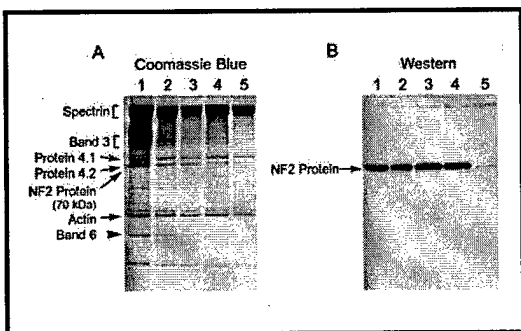 A
B
Coomassie Blue
Western
1 2 3 4 5
1 2 3 4 5
Spectrin
Band 3
Protein 4.1
Protein 4.2
NF2 Protein
(70 kDa)
Actin
Band 6
NF2 Protein